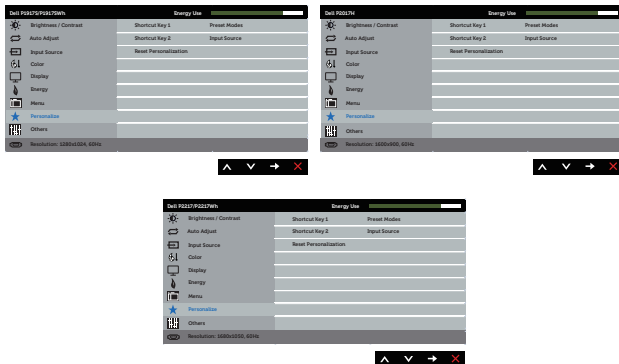 Dell P1917S/P1917SWh Energy Use
Brightness / Contrast Shortcut Key 1 Preset Modes
Auto Adjust Shortcut Key 2 Input Source
Input Source Reset Personalization
Color
Display
Energy
Menu
Personalize
Others
Resolution: 1280x1024, 60Hz
Dell P2017H Energy Use
Brightness / Contrast Shortcut Key 1 Preset Modes
Auto Adjust Shortcut Key 2 Input Source
Input Source Reset Personalization
Color
Display
Energy
Menu
Personalize
Others
Resolution: 1600x900, 60Hz
Dell P2217/P2217Wh Energy Use
Brightness / Contrast Shortcut Key 1 Preset Modes
Auto Adjust Shortcut Key 2 Input Source
Input Source Reset Personalization
Color
Display
Energy
Menu
Personalize
Others
Resolution: 1680x1050, 60Hz